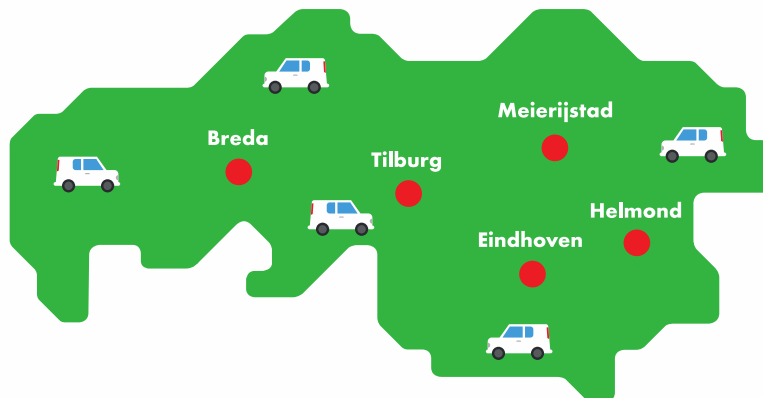 Meierijstad
Breda
Tilburg
Helmond
Eindhoven